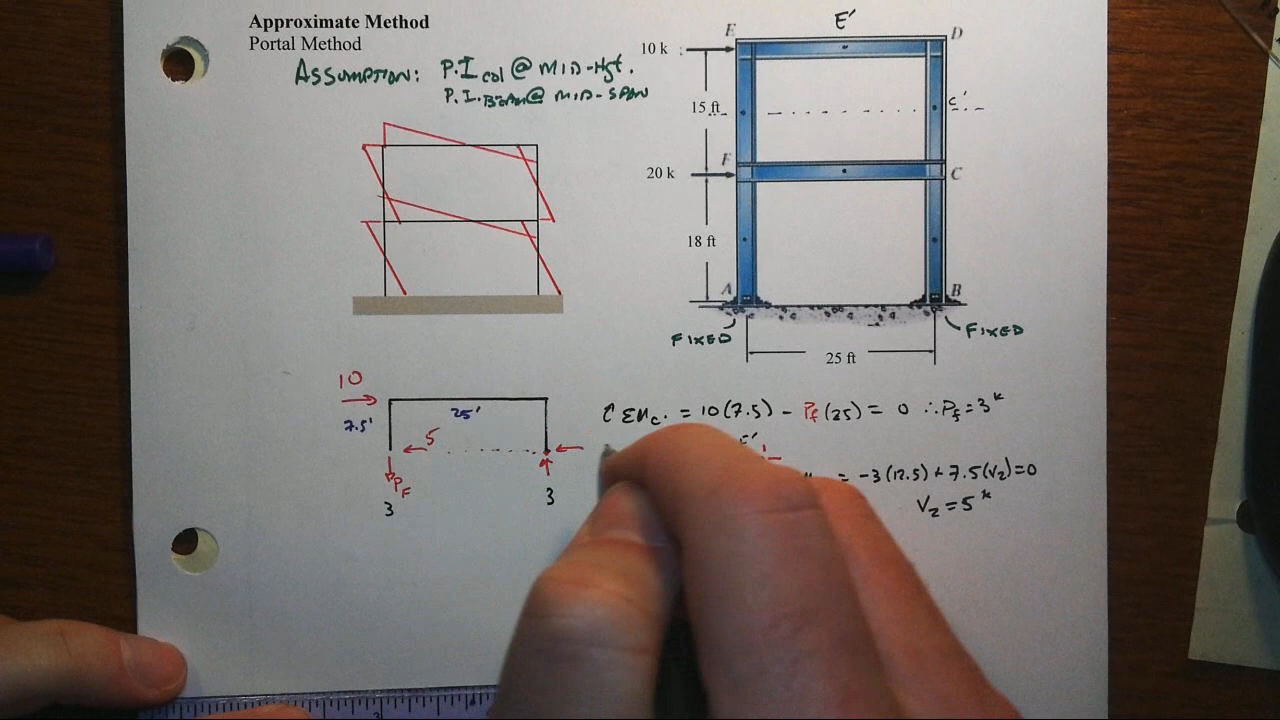 Approximate Method
Portal Method
ASSUMPTION: P.I col @ MID-Hgt.
P.I. BEAM @ MID-SPAN
E'
E
D
10 k
15 ft
c'
F
C
20 k
18 ft
A
B
FIXED
FIXED
25 ft
10
7.5'
25'
5
PF
3
3
ΣMc' = 10(7.5) - Pf(25) = 0 ∴ Pf = 3k
E'
= -3(12.5) + 7.5(V2) = 0
V2 = 5k
3